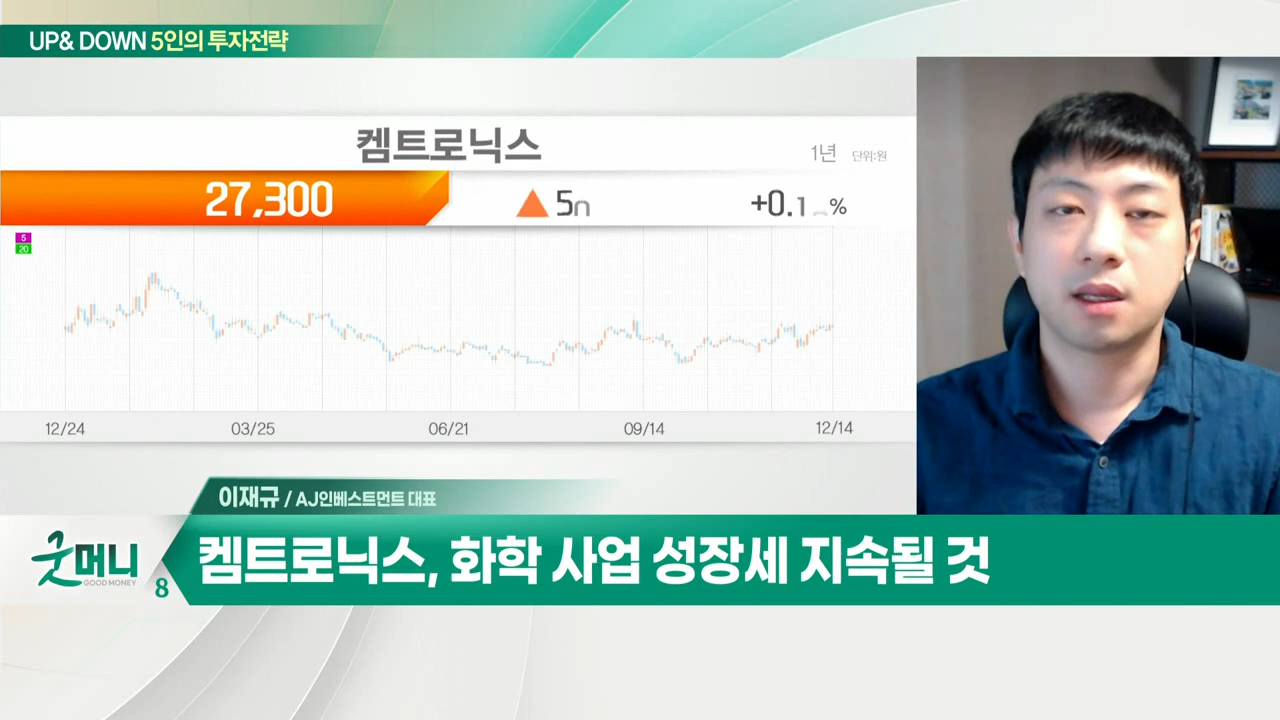 UP& DOWN 5인의 투자전략
켐트로닉스
1년 단위:원
27,300
▲ 5
+0.1 %
5
20
12/24 03/25 06/21 09/14 12/14
이재규 / AJ인베스트먼트 대표
굿머니
GOOD MONEY
8
켐트로닉스, 화학 사업 성장세 지속될 것